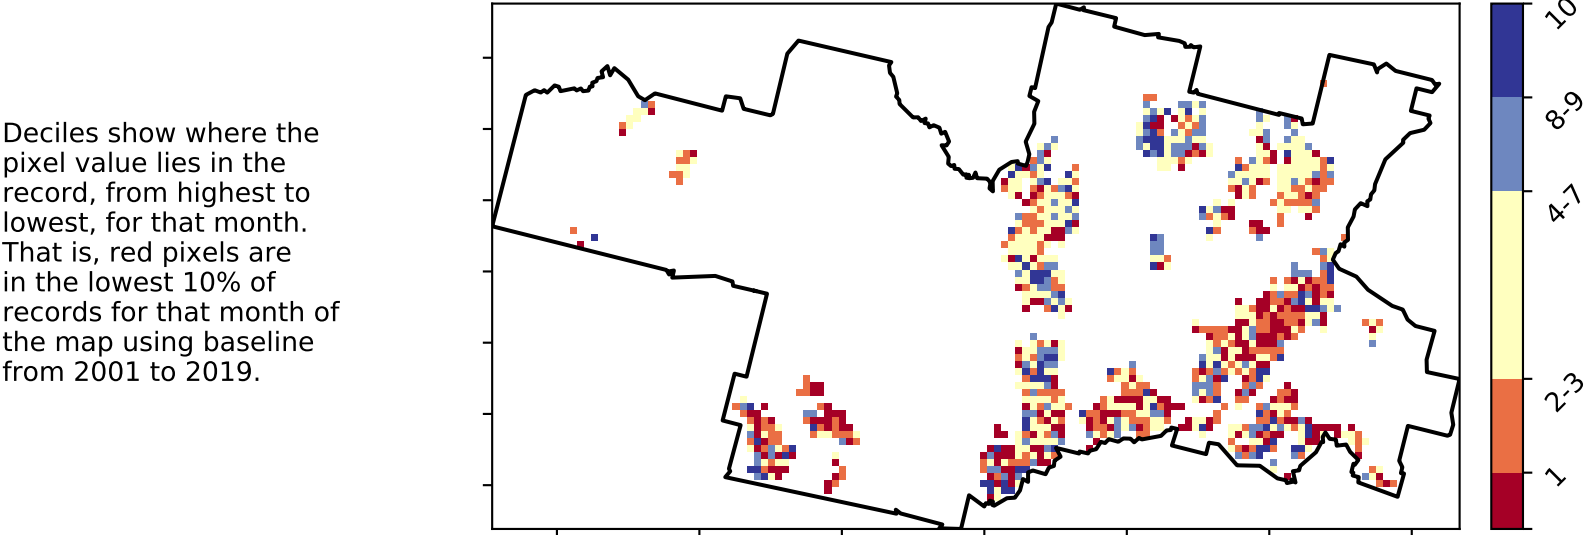 Deciles show where the
pixel value lies in the
record, from highest to
lowest, for that month.
That is, red pixels are
in the lowest 10% of
records for that month of
the map using baseline
from 2001 to 2019.
10
8-9
4-7
2-3
1